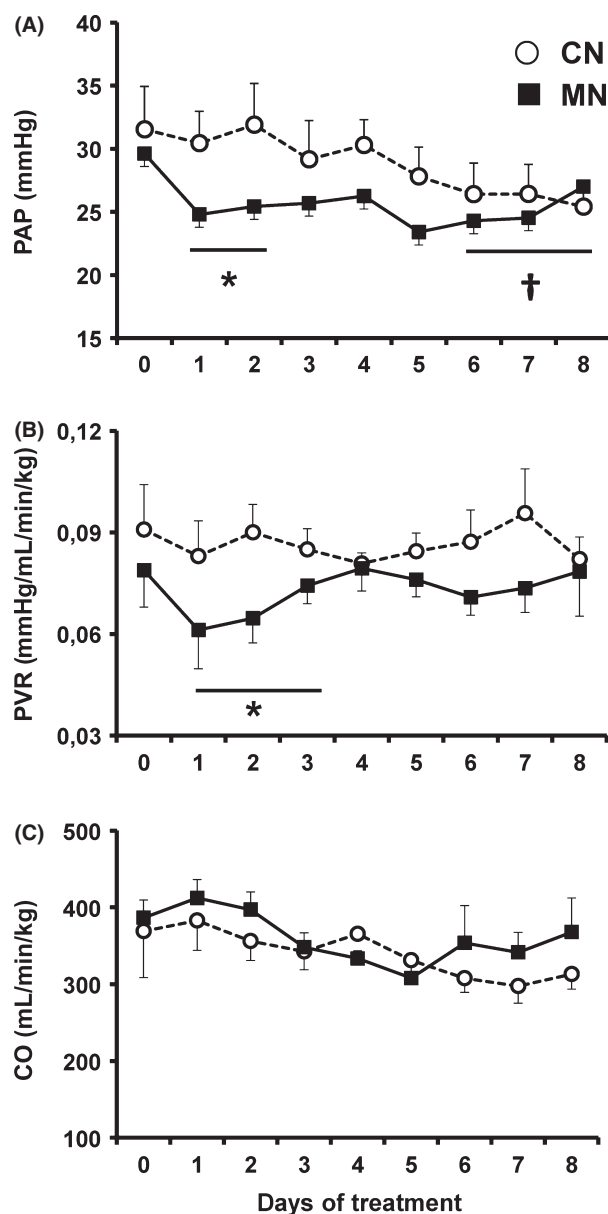 (A)
40
35
30
25
20
15
PAP (mmHg)
CN
MN
*
†
0 1 2 3 4 5 6 7 8
(B)
0,12
0,09
0,06
0,03
PVR (mmHg/mL/min/kg)
*
0 1 2 3 4 5 6 7 8
(C)
500
400
300
200
100
CO (mL/min/kg)
0 1 2 3 4 5 6 7 8
Days of treatment